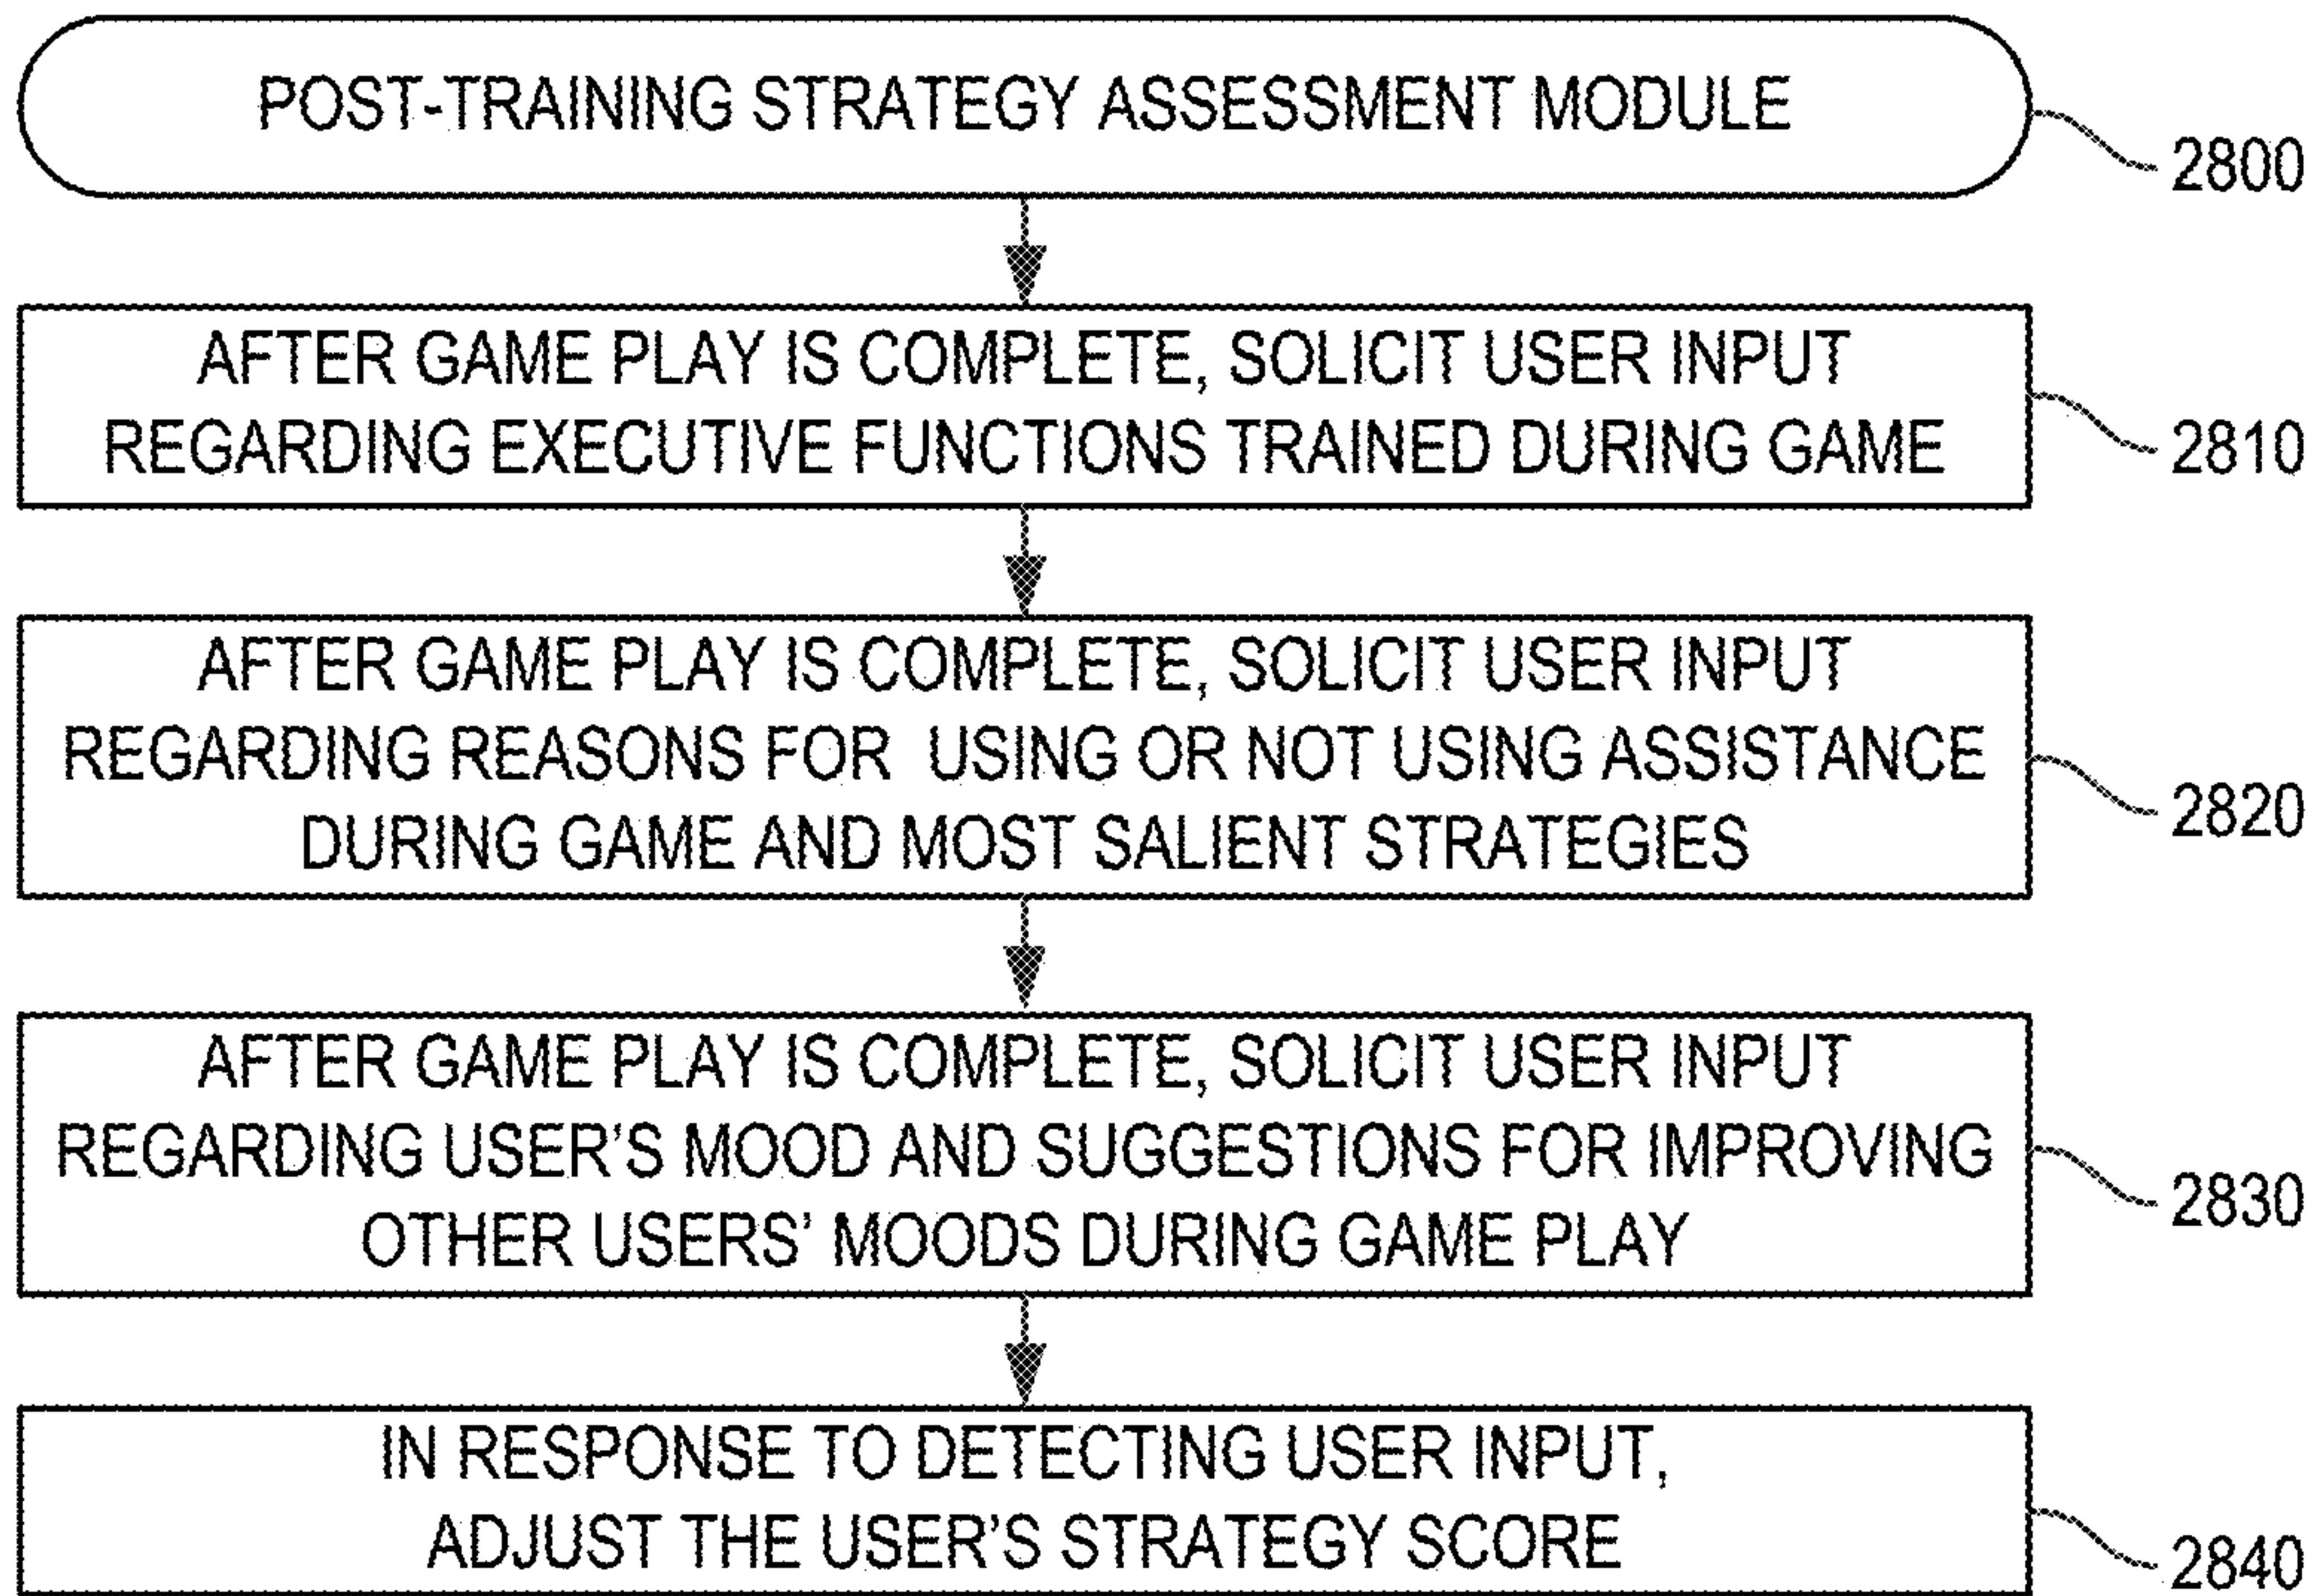 POST-TRAINING STRATEGY ASSESSMENT MODULE
2800
AFTER GAME PLAY IS COMPLETE, SOLICIT USER INPUT
REGARDING EXECUTIVE FUNCTIONS TRAINED DURING GAME
2810
AFTER GAME PLAY IS COMPLETE, SOLICIT USER INPUT
REGARDING REASONS FOR USING OR NOT USING ASSISTANCE
DURING GAME AND MOST SALIENT STRATEGIES
2820
AFTER GAME PLAY IS COMPLETE, SOLICIT USER INPUT
REGARDING USER'S MOOD AND SUGGESTIONS FOR IMPROVING
OTHER USERS' MOODS DURING GAME PLAY
2830
IN RESPONSE TO DETECTING USER INPUT,
ADJUST THE USER'S STRATEGY SCORE
2840